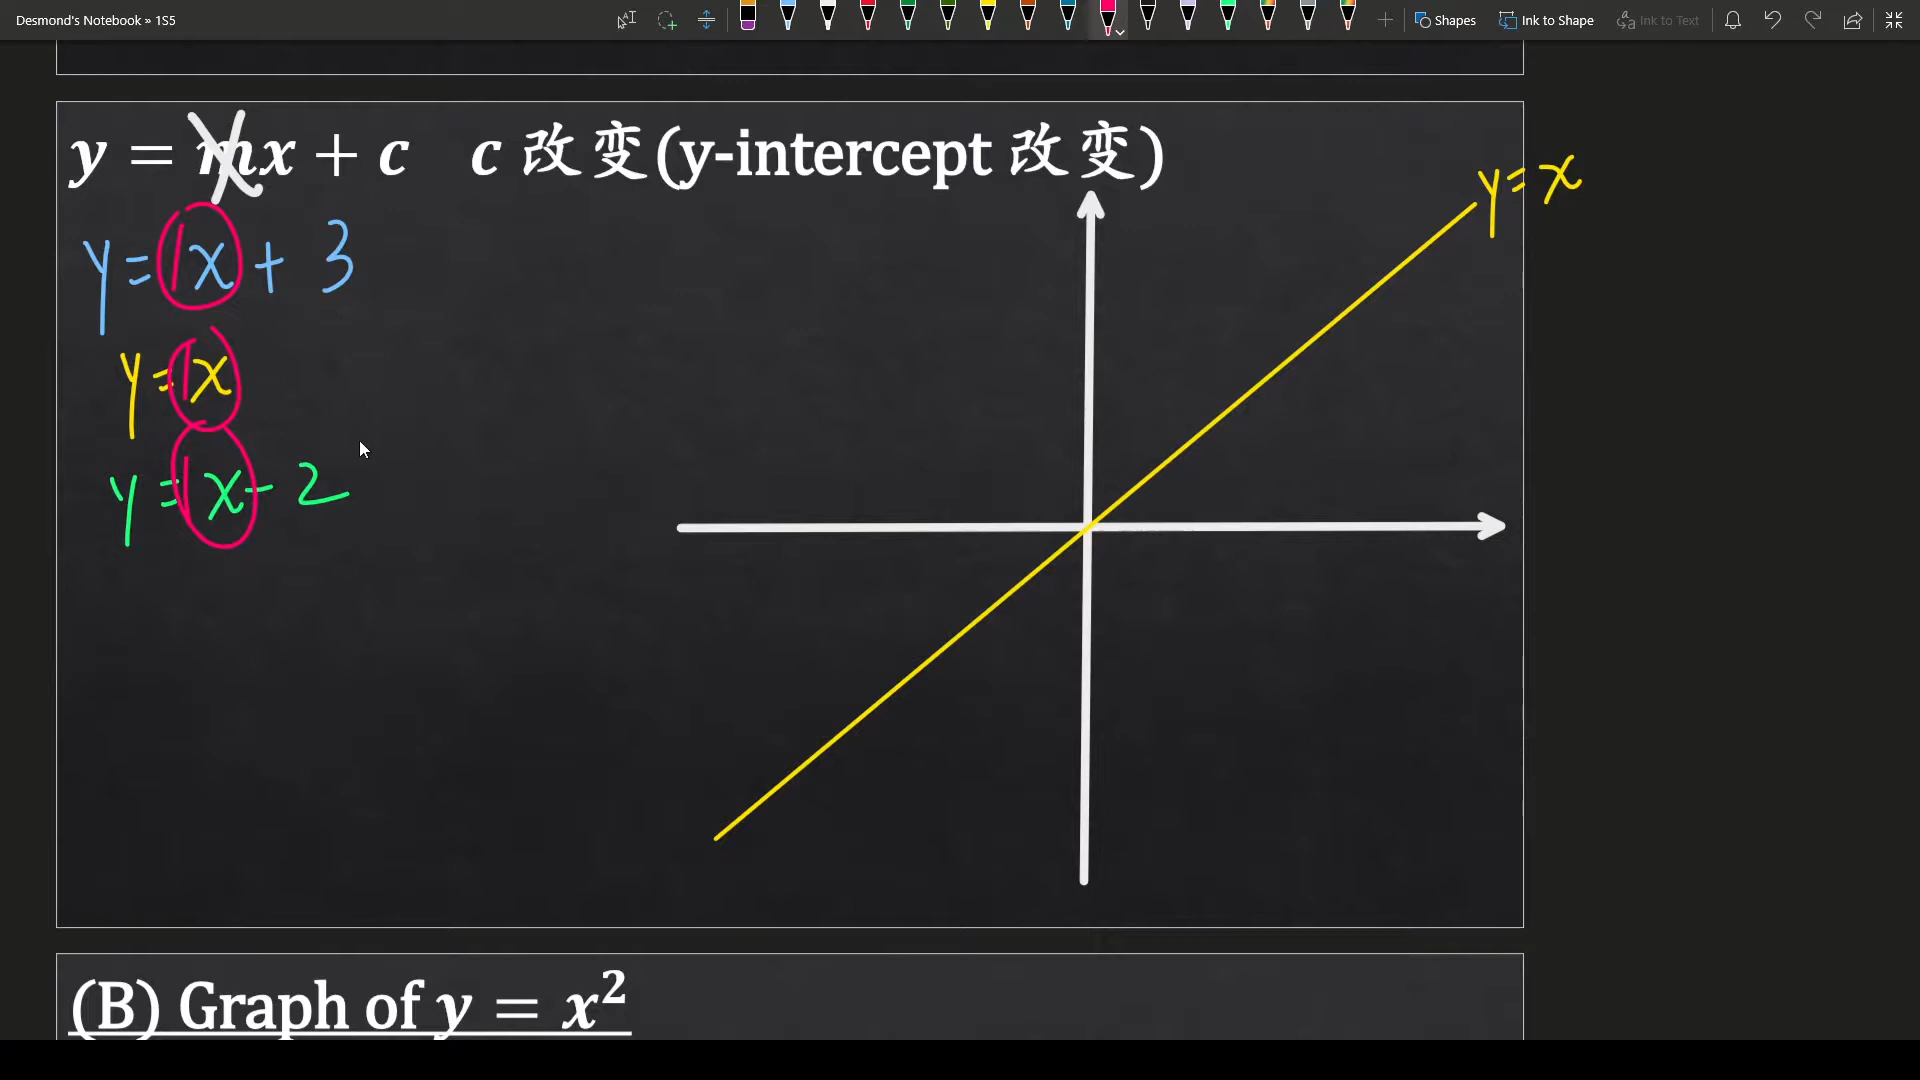 Desmond's Notebook » 1S5
Shapes Ink to Shape Ink to Text
y = mx + c   c 改变(y-intercept 改变)
y = x
y = 1x + 3
y = 1x
y = 1x - 2
(B) Graph of y = x²